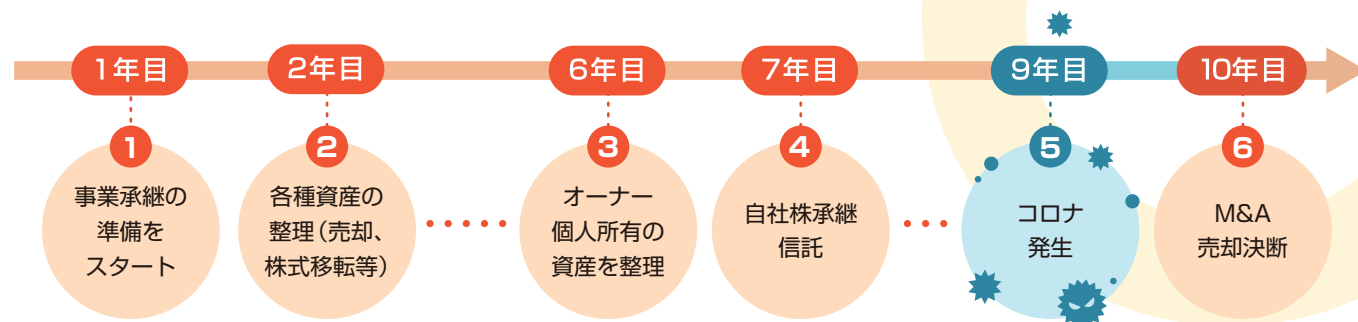 1年目
2年目
6年目
7年目
9年目
10年目
1
事業承継の
準備を
スタート
2
各種資産の
整理（売却、
株式移転等）
3
オーナー
個人所有の
資産を整理
4
自社株承継
信託
5
コロナ
発生
6
M&A
売却決断